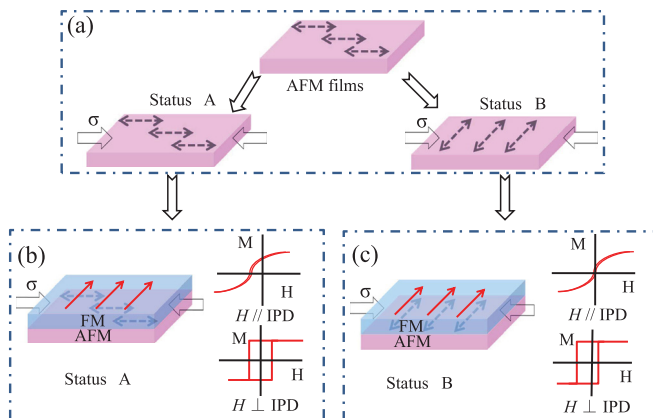 (a)
AFM films
Status A
Status B
σ
σ
(b)
M
H
H // IPD
σ
FM
AFM
M
H
Status A
H ⊥ IPD
(c)
M
H
H // IPD
σ
FM
AFM
M
H
Status B
H ⊥ IPD